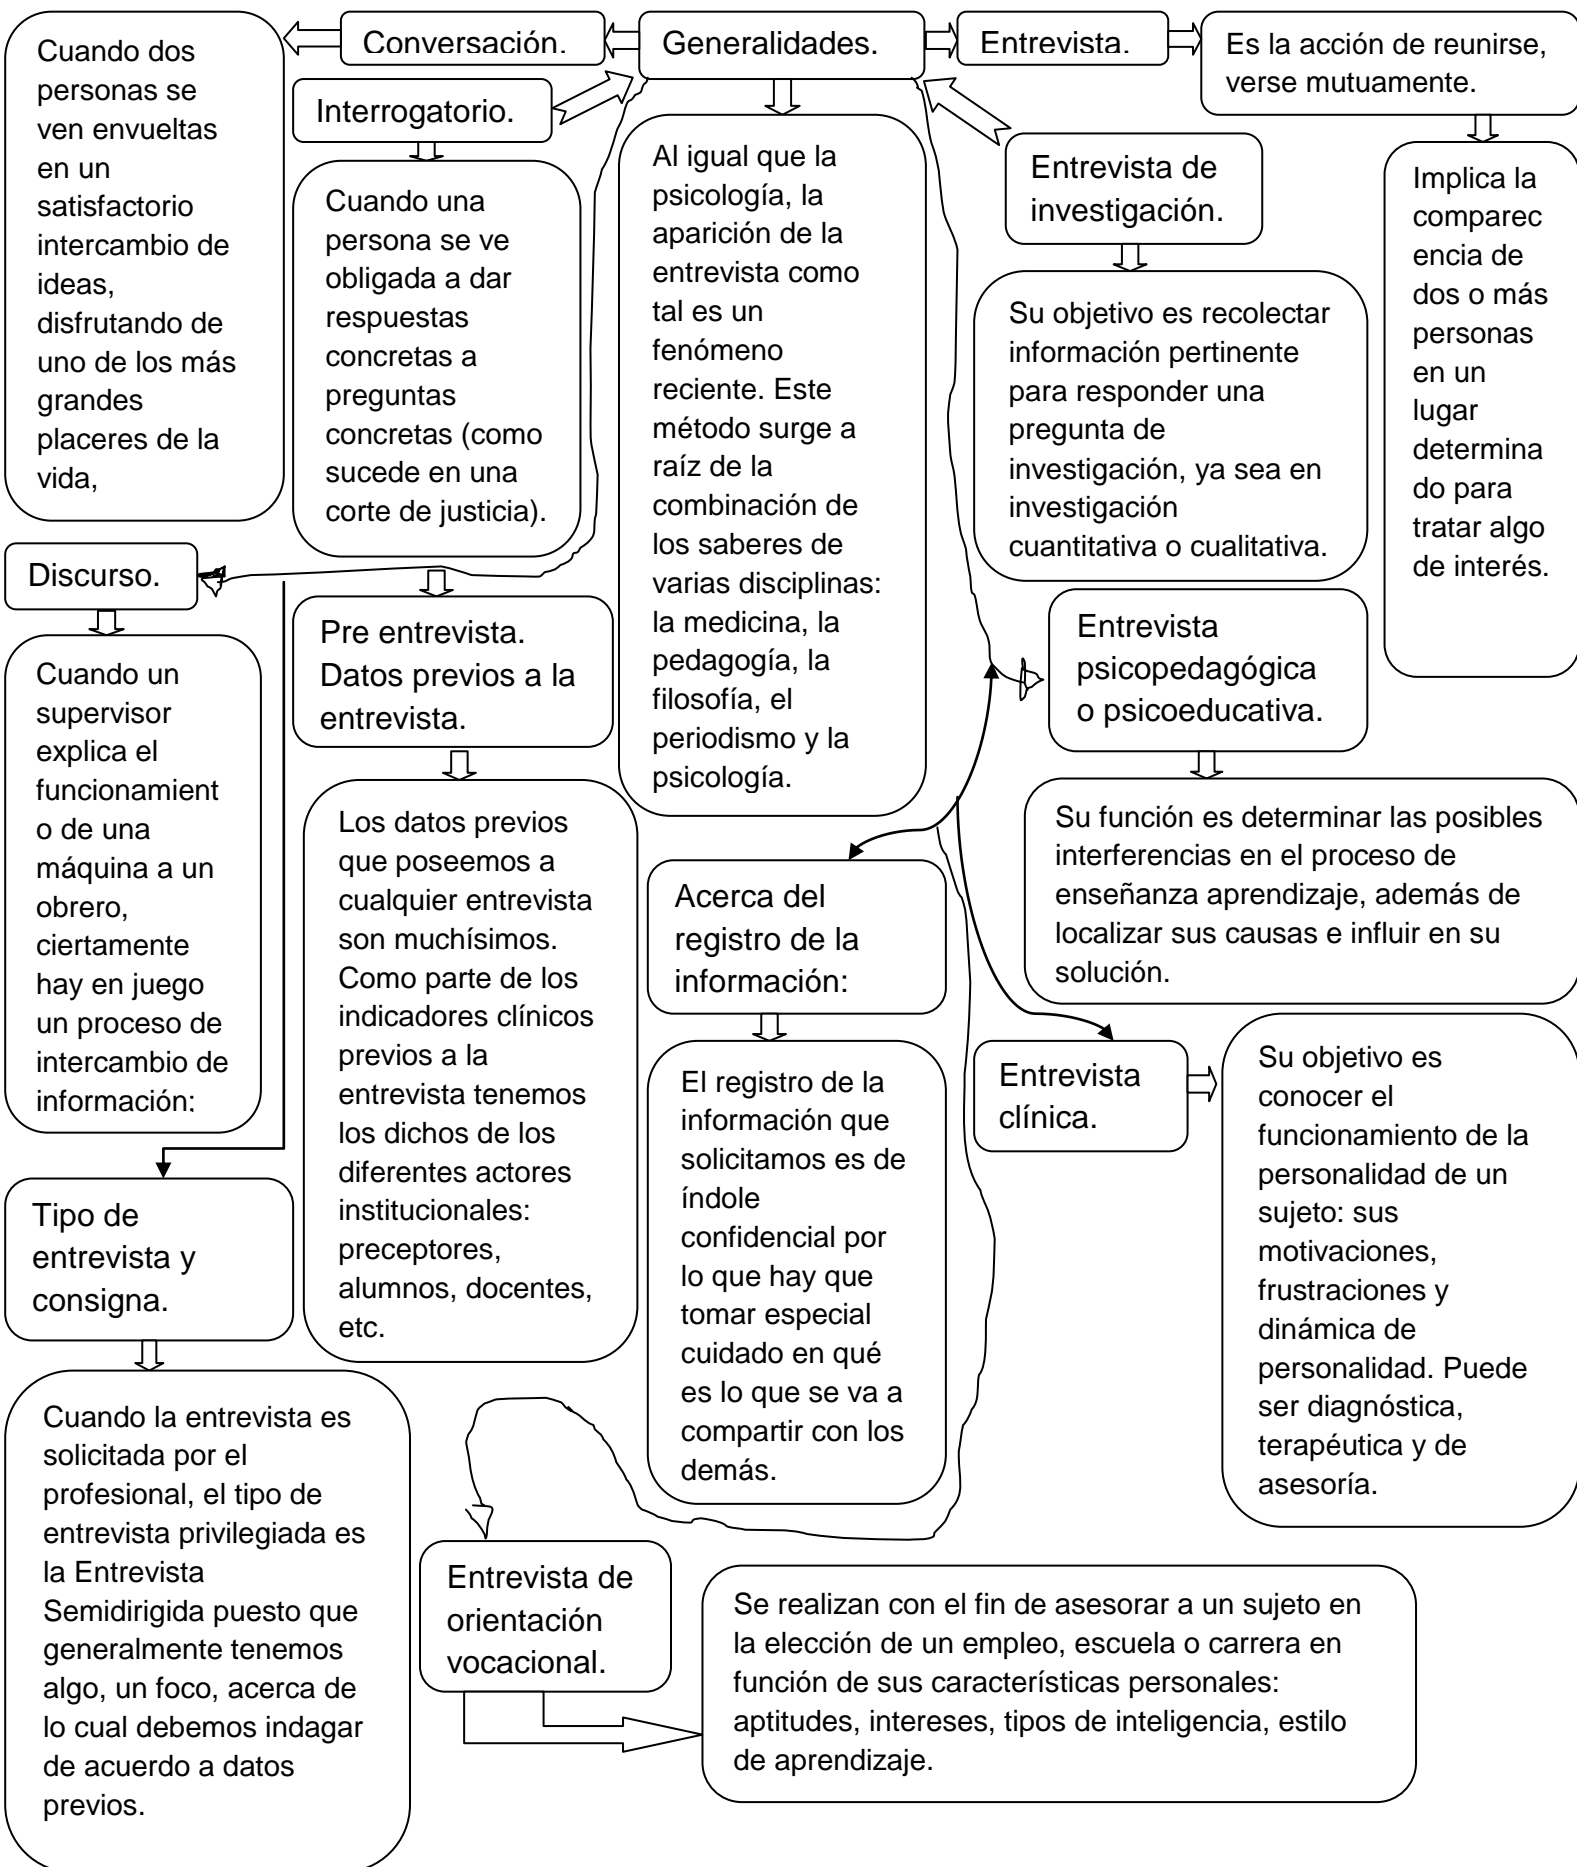 Conversación.
Generalidades.
Entrevista.
Es la acción de reunirse,
verse mutuamente.
Cuando dos
personas se
ven envueltas
en un
satisfactorio
intercambio de
ideas,
disfrutando de
uno de los más
grandes
placeres de la
vida,
Interrogatorio.
Cuando una
persona se ve
obligada a dar
respuestas
concretas a
preguntas
concretas (como
sucede en una
corte de justicia).
Al igual que la
psicología, la
aparición de la
entrevista como
tal es un
fenómeno
reciente. Este
método surge a
raíz de la
combinación de
los saberes de
varias disciplinas:
la medicina, la
pedagogía, la
filosofía, el
periodismo y la
psicología.
Entrevista de
investigación.
Su objetivo es recolectar
información pertinente
para responder una
pregunta de
investigación, ya sea en
investigación
cuantitativa o cualitativa.
Implica la
comparec
encia de
dos o más
personas
en un
lugar
determina
do para
tratar algo
de interés.
Discurso.
Cuando un
supervisor
explica el
funcionamient
o de una
máquina a un
obrero,
ciertamente
hay en juego
un proceso de
intercambio de
información;
Pre entrevista.
Datos previos a la
entrevista.
Los datos previos
que poseemos a
cualquier entrevista
son muchísimos.
Como parte de los
indicadores clínicos
previos a la
entrevista tenemos
los dichos de los
diferentes actores
institucionales:
preceptores,
alumnos, docentes,
etc.
Entrevista
psicopedagógica
o psicoeducativa.
Su función es determinar las posibles
interferencias en el proceso de
enseñanza aprendizaje, además de
localizar sus causas e influir en su
solución.
Acerca del
registro de la
información:
El registro de la
información que
solicitamos es de
índole
confidencial por
lo que hay que
tomar especial
cuidado en qué
es lo que se va a
compartir con los
demás.
Entrevista
clínica.
Su objetivo es
conocer el
funcionamiento de la
personalidad de un
sujeto: sus
motivaciones,
frustraciones y
dinámica de
personalidad. Puede
ser diagnóstica,
terapéutica y de
asesoría.
Tipo de
entrevista y
consigna.
Cuando la entrevista es
solicitada por el
profesional, el tipo de
entrevista privilegiada es
la Entrevista
Semidirigida puesto que
generalmente tenemos
algo, un foco, acerca de
lo cual debemos indagar
de acuerdo a datos
previos.
Entrevista de
orientación
vocacional.
Se realizan con el fin de asesorar a un sujeto en
la elección de un empleo, escuela o carrera en
función de sus características personales:
aptitudes, intereses, tipos de inteligencia, estilo
de aprendizaje.